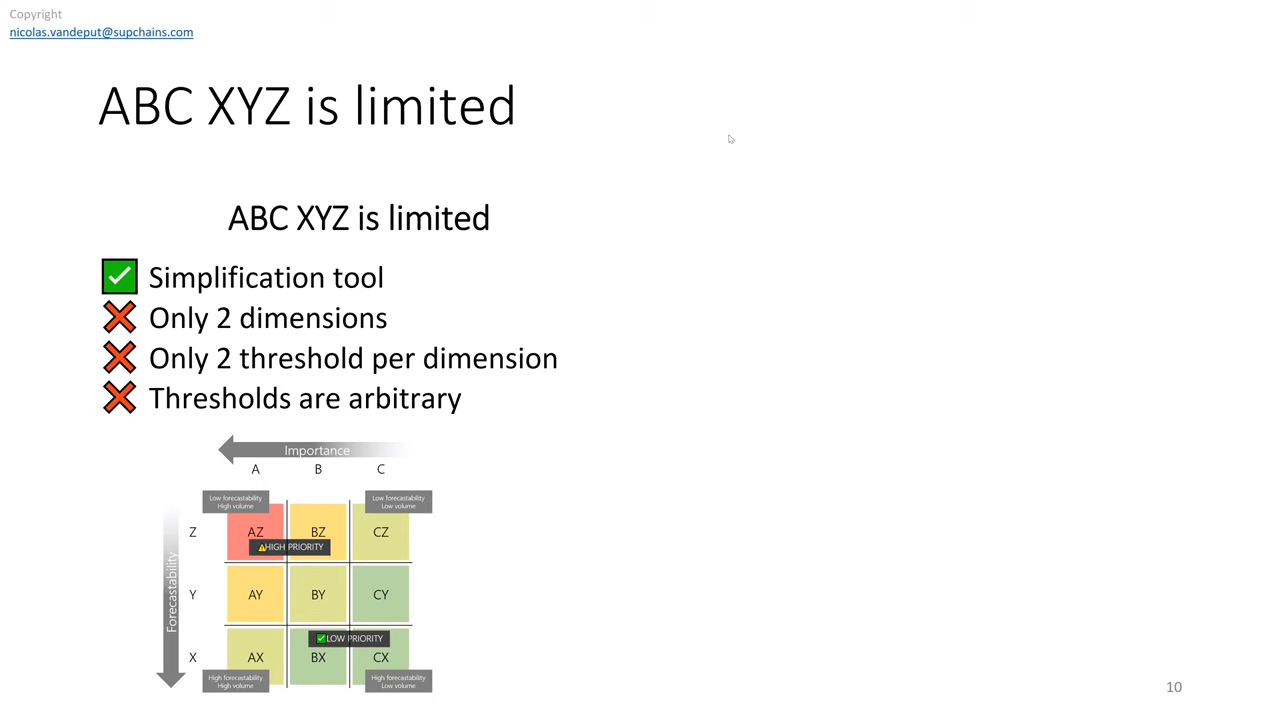 Copyright
nicolas.vandeput@supchains.com
ABC XYZ is limited
ABC XYZ is limited
Simplification tool
Only 2 dimensions
Only 2 threshold per dimension
Thresholds are arbitrary
Importance
A B C
Low forecastability
High volume
Low forecastability
Low volume
Z AZ BZ CZ
HIGH PRIORITY
Forecastability
Y AY BY CY
LOW PRIORITY
X AX BX CX
High forecastability
High volume
High forecastability
Low volume
10